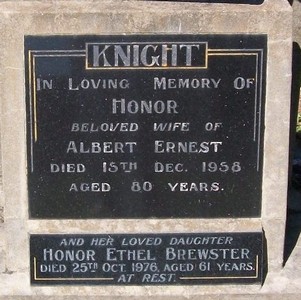 KNIGHT
IN LOVING MEMORY OF
HONOR
BELOVED WIFE OF
ALBERT ERNEST
DIED 15TH DEC. 1958
AGED 80 YEARS.
AND HER LOVED DAUGHTER
HONOR ETHEL BREWSTER
DIED 25TH OCT. 1976, AGED 61 YEARS.
AT REST.